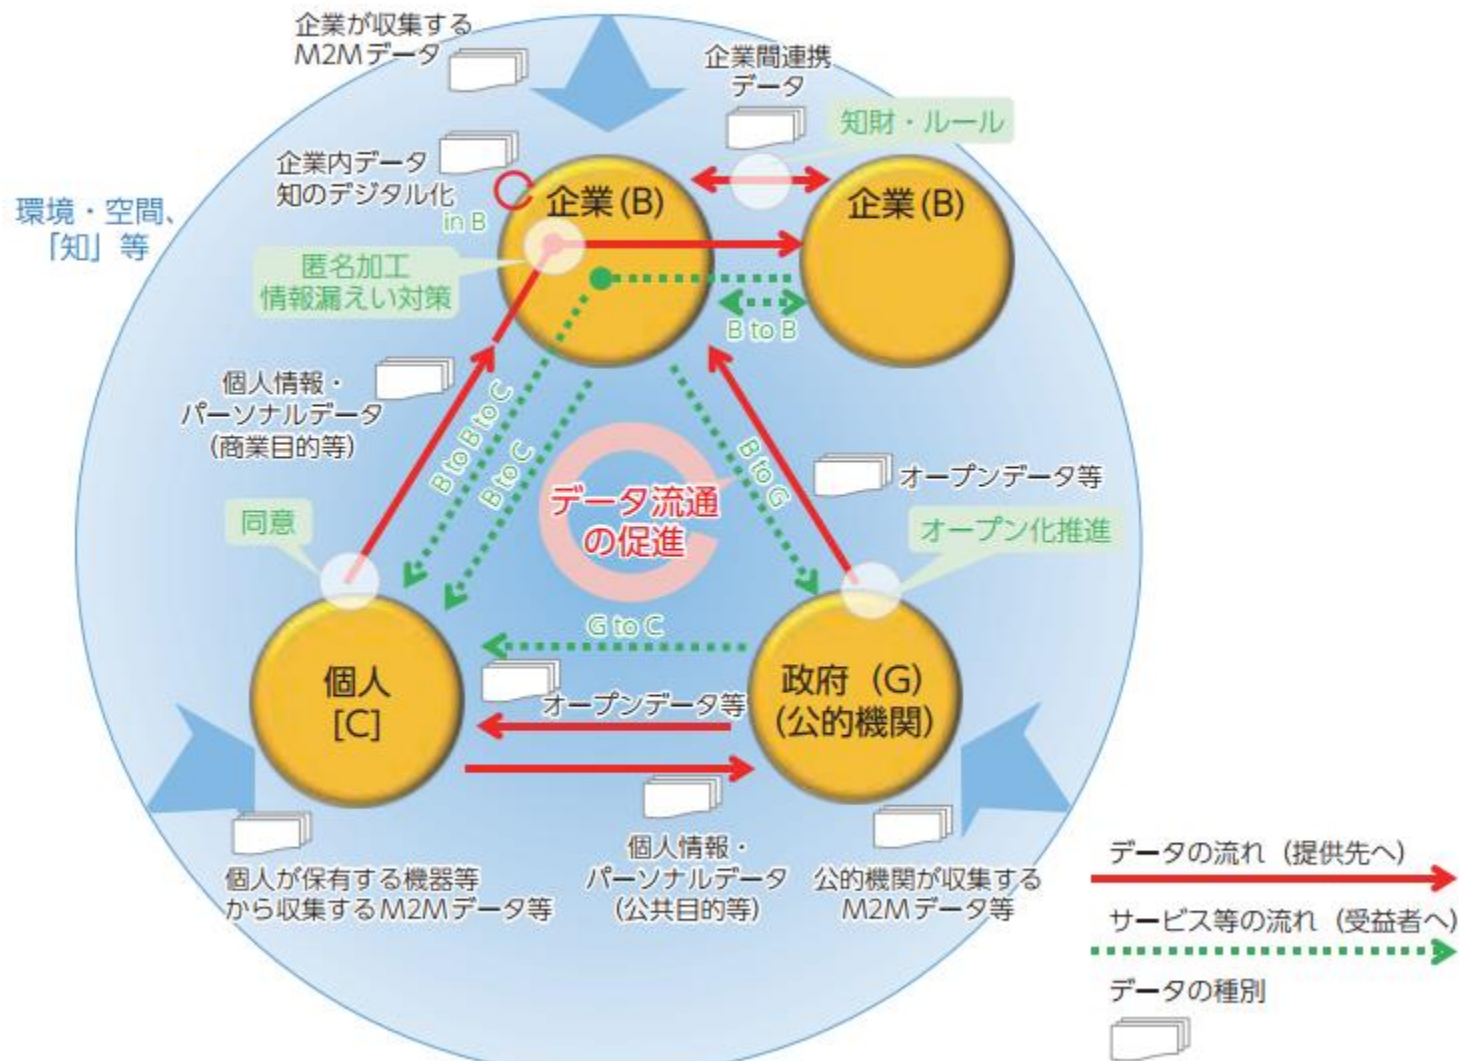 企業が収集する
M2Mデータ
企業間連携
データ
知財・ルール
企業内データ
知のデジタル化
in B
企業(B)
企業(B)
環境・空間、
「知」等
匿名加工
情報漏えい対策
B to B
個人情報・
パーソナルデータ
(商業目的等)
B to B to C
B to C
B to G
オープンデータ等
データ流通
の促進
同意
オープン化推進
G to C
個人
[C]
政府（G）
(公的機関)
オープンデータ等
個人情報・
パーソナルデータ
(公共目的等)
個人が保有する機器等
から収集するM2Mデータ等
公的機関が収集する
M2Mデータ等
データの流れ（提供先へ）
サービス等の流れ（受益者へ）
データの種別